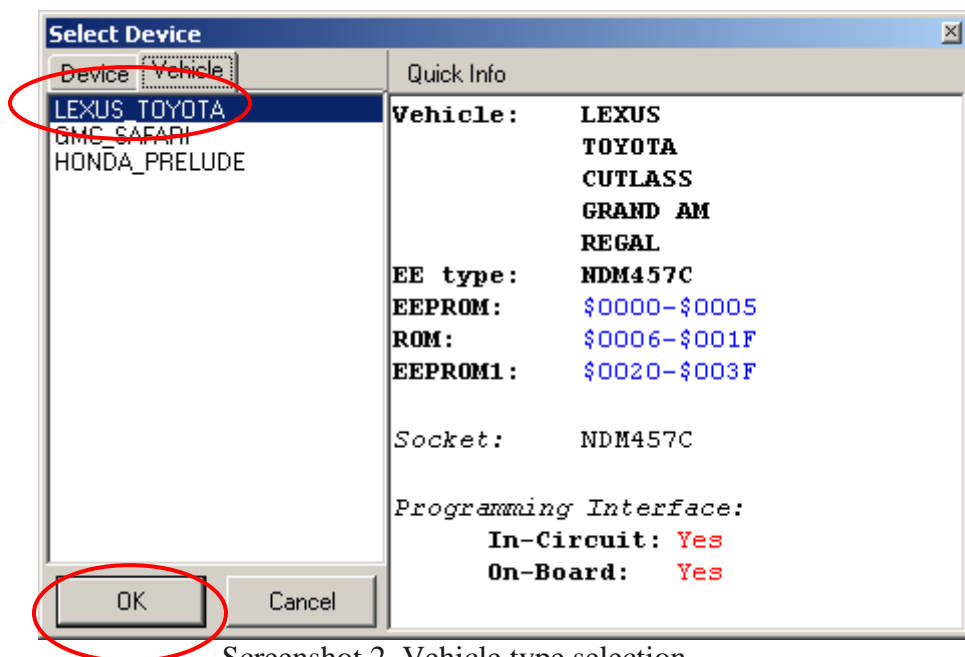 Select Device
Device Vehicle
LEXUS_TOYOTA
GMC_SAFARI
HONDA_PRELUDE
OK Cancel
Quick Info
Vehicle: LEXUS
TOYOTA
CUTLASS
GRAND AM
REGAL
EE type: NDM457C
EEPROM: $0000-$0005
ROM: $0006-$001F
EEPROM1: $0020-$003F
Socket: NDM457C
Programming Interface:
In-Circuit: Yes
On-Board: Yes
Screenshot 2. Vehicle type selection